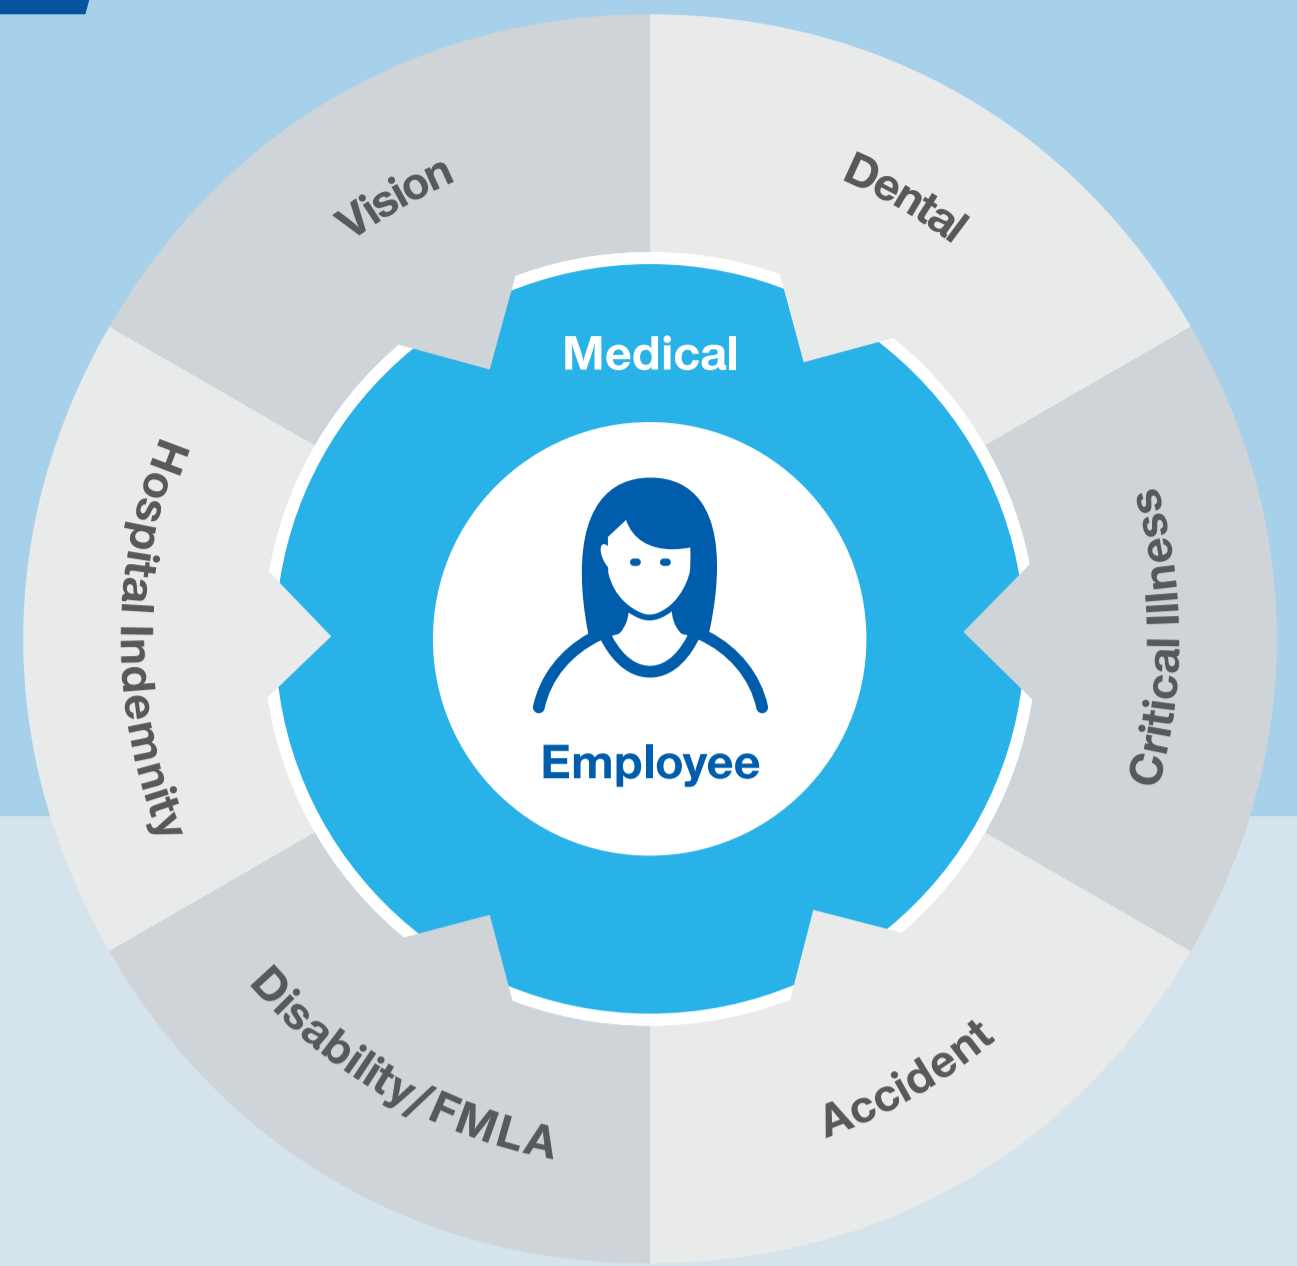 Vision
Dental
Medical
Hospital Indemnity
Critical Illness
Employee
Disability/FMLA
Accident